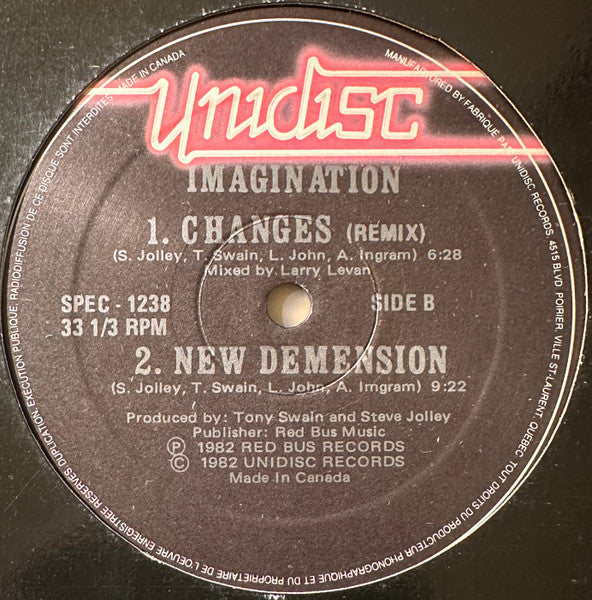 Unidisc
IMAGINATION
1. CHANGES (REMIX)
(S. Jolley, T. Swain, L. John, A. Ingram) 6:28
Mixed by Larry Levan
SPEC - 1238
33 1/3 RPM
SIDE B
2. NEW DEMENSION
(S. Jolley, T. Swain, L. John, A. Imgram) 9:22
Produced by: Tony Swain and Steve Jolley
Publisher: Red Bus Music
Ⓟ 1982 RED BUS RECORDS
© 1982 UNIDISC RECORDS
Made In Canada
MANUFACTURED BY FABRIQUE PAR UNIDISC RECORDS, 4515 BLVD. POIRIER, VILLE ST-LAURENT, QUEBEC. TOUT DROITS DU PRODUCTEUR PHONOGRAPHIQUE ET DU PROPRIETAIRE DE L'OEUVRE ENREGISTREE RESERVES DUPLICATION EXECUTION PUBLIQUE, RADIODIFFUSION DE CE DISQUE SONT INTERDITES. MADE IN CANADA